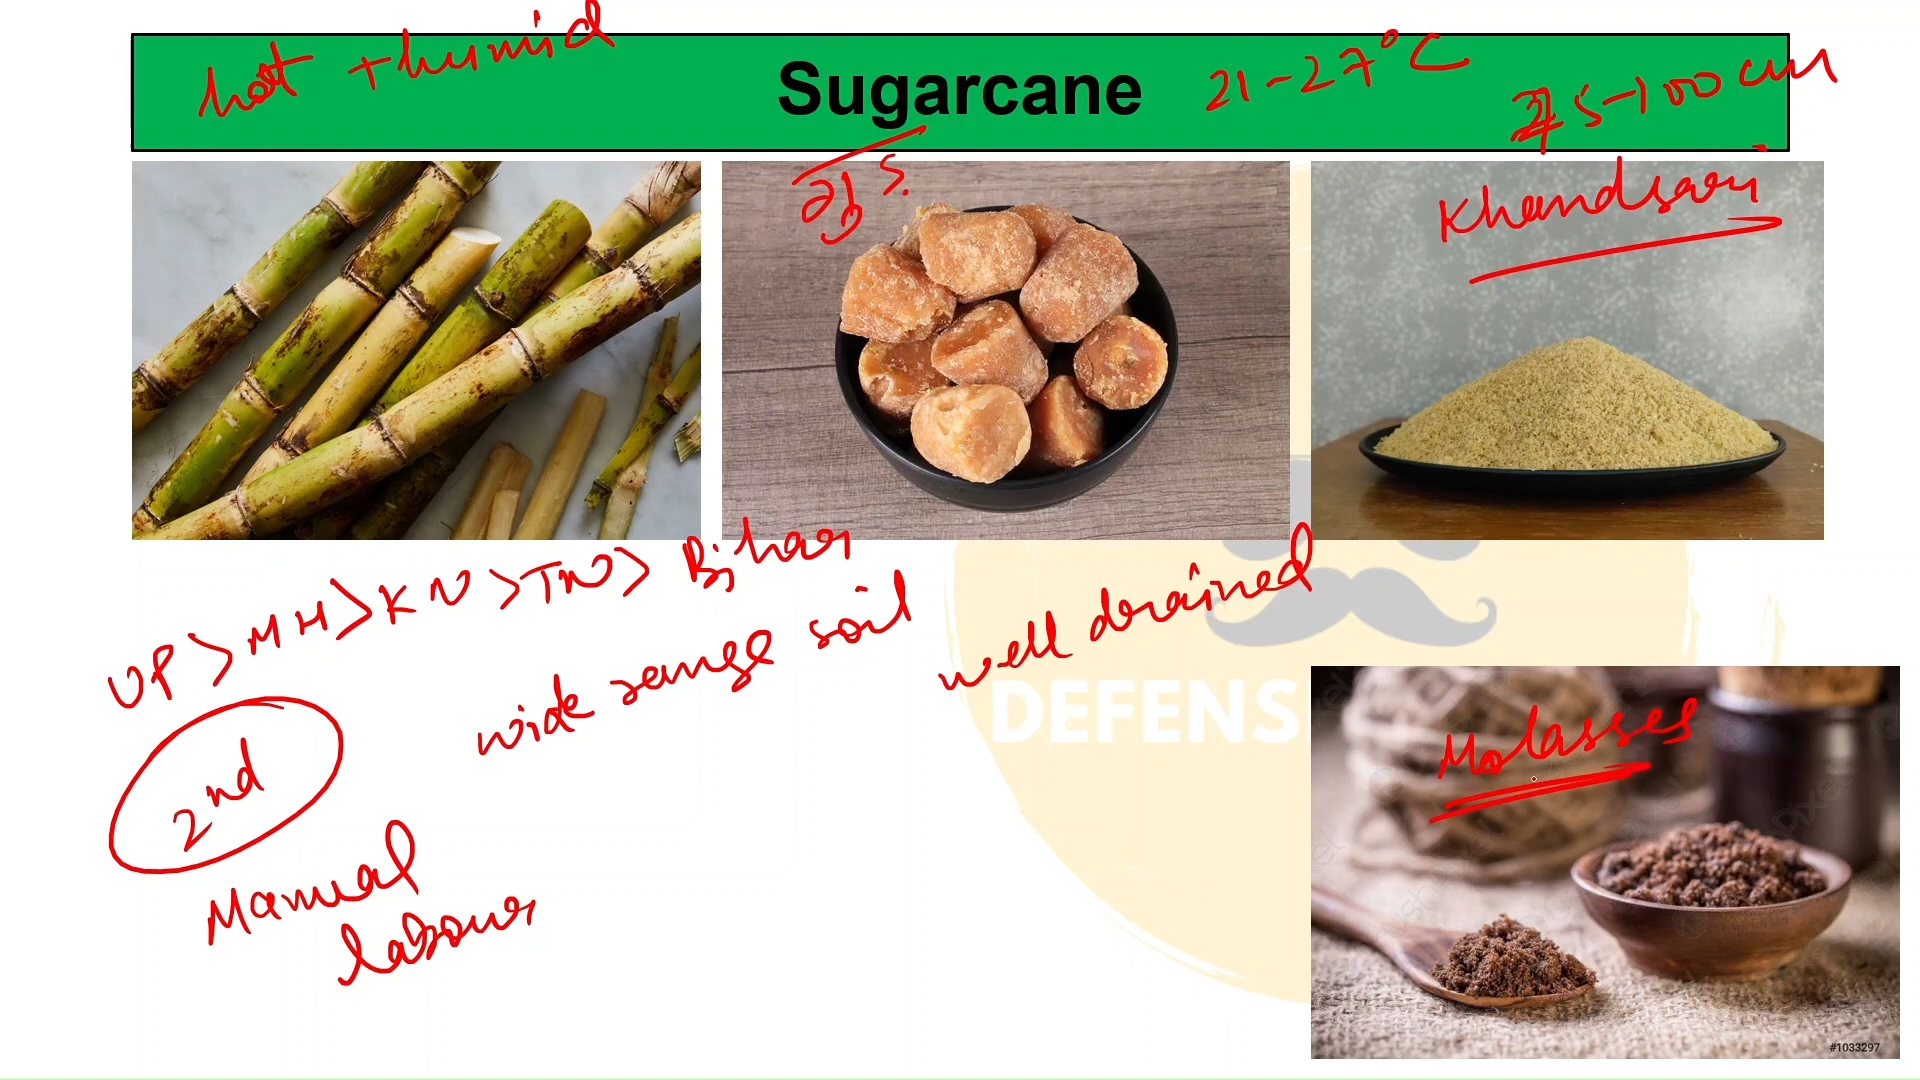 hot + humid
Sugarcane
21-27°C
75-100 cm
गुड़
Khandsari
UP > MH > KN > TN > Bihar
wide range soil
well drained
DEFENS
2nd
Molasses
Manual
labour
#1033297